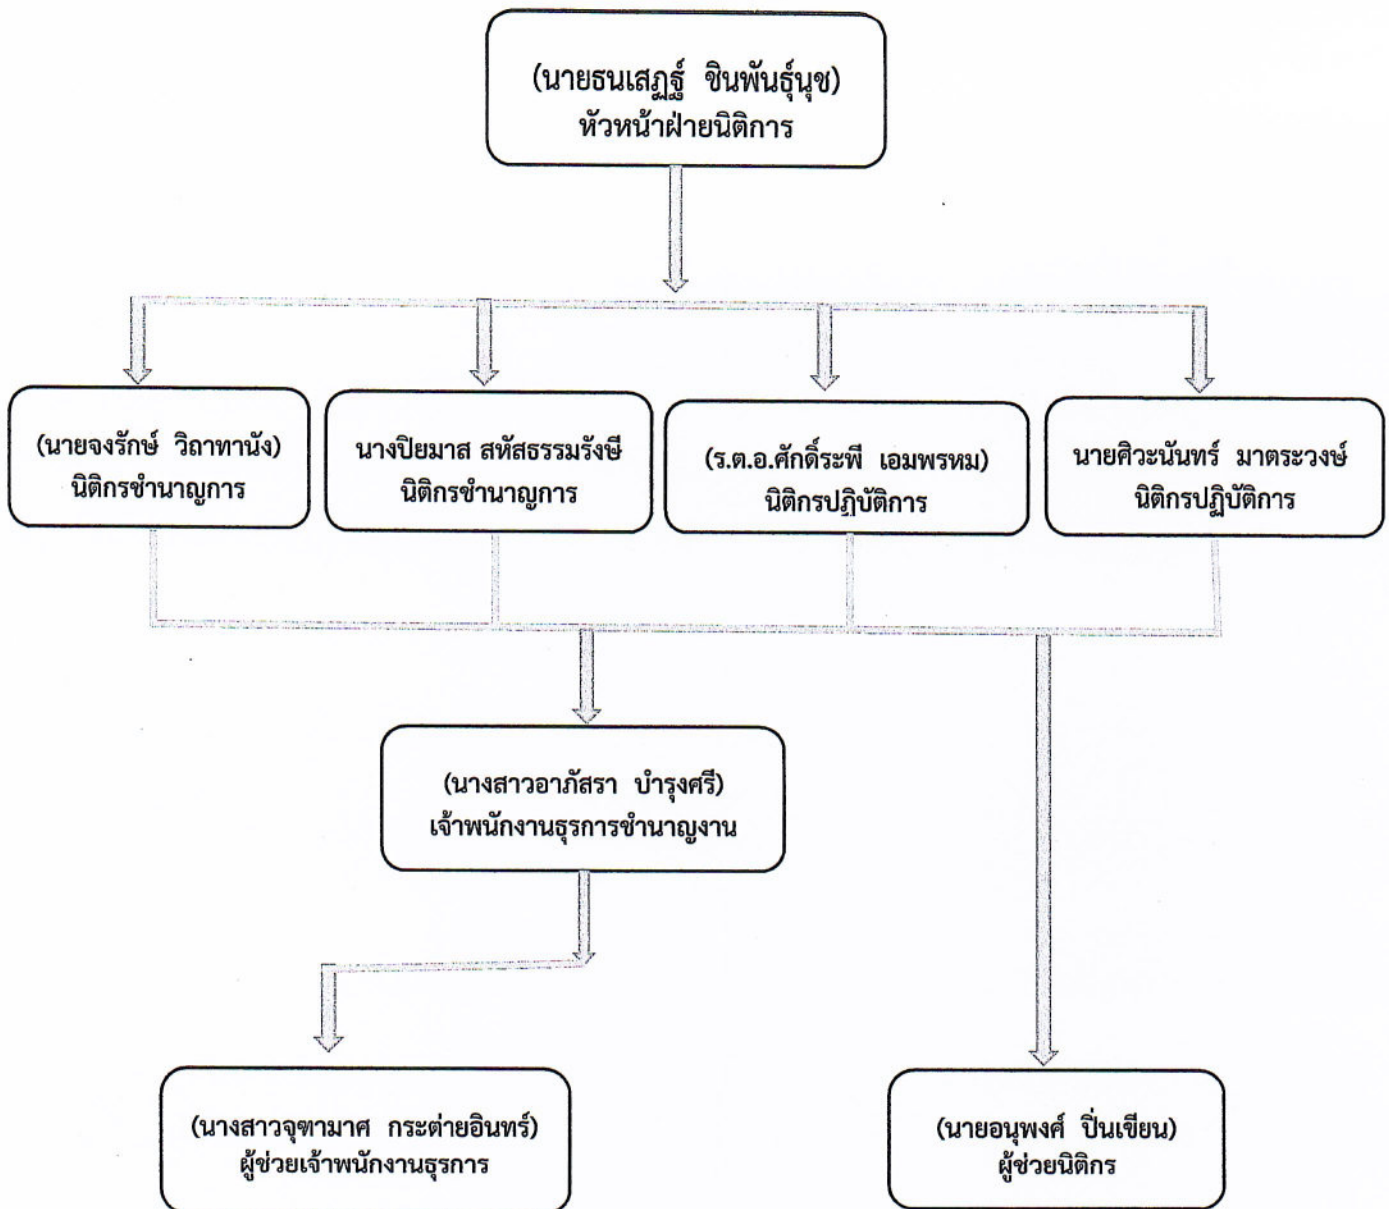 (นายธนเสฏฐ์ ชินพันธุ์นุช)
หัวหน้าฝ่ายนิติการ
(นายจงรักษ์ วิถาทานัง)
นิติกรชำนาญการ
นางปิยมาส สหัสธรรมรังษี
นิติกรชำนาญการ
(ร.ต.อ.ศักดิ์ระพี เอมพรหม)
นิติกรปฏิบัติการ
นายศิวะนันทร์ มาตระวงษ์
นิติกรปฏิบัติการ
(นางสาวอาภัสรา บำรุงศรี)
เจ้าพนักงานธุรการชำนาญงาน
(นางสาวจุฑามาศ กระต่ายอินทร์)
ผู้ช่วยเจ้าพนักงานธุรการ
(นายอนุพงศ์ ปิ่นเขียน)
ผู้ช่วยนิติกร